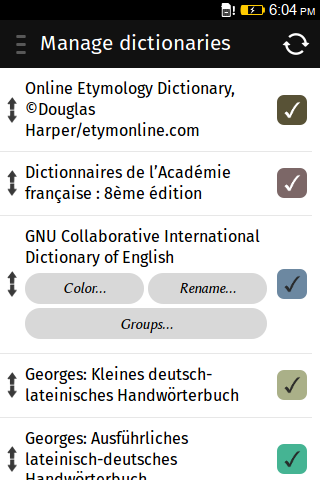 6:04 PM
Manage dictionaries
Online Etymology Dictionary,
©Douglas
Harper/etymonline.com
Dictionnaires de l’Académie
française : 8ème édition
GNU Collaborative International
Dictionary of English
Color... Rename...
Groups...
Georges: Kleines deutsch-
lateinisches Handwörterbuch
Georges: Ausführliches
lateinisch-deutsches
Handwörterbuch